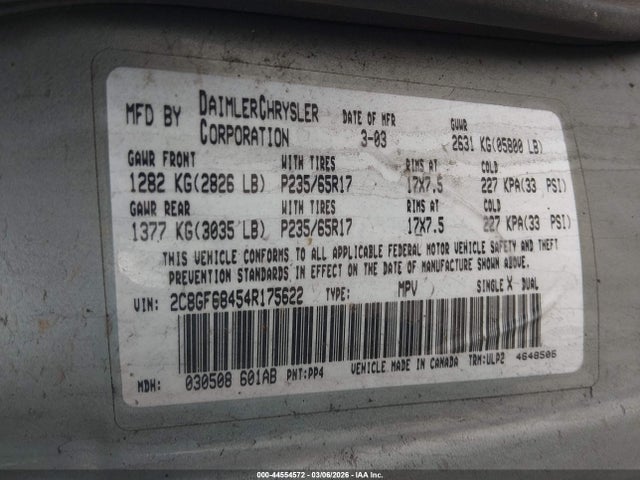 MFD BY DAIMLERCHRYSLER CORPORATION DATE OF MFR 3-03 GVWR 2631 KG(05800 LB)
GAWR FRONT WITH TIRES RIMS AT COLD
1282 KG(2826 LB) P235/65R17 17X7.5 227 KPA(33 PSI)
GAWR REAR WITH TIRES RIMS AT COLD
1377 KG(3035 LB) P235/65R17 17X7.5 227 KPA(33 PSI)
THIS VEHICLE CONFORMS TO ALL APPLICABLE FEDERAL MOTOR VEHICLE SAFETY AND THEFT
PREVENTION STANDARDS IN EFFECT ON THE DATE OF MANUFACTURE SHOWN ABOVE.
VIN: 2C8GF68454R175622 TYPE: MPV SINGLE X DUAL
MDH: 030508 601AB PNT:PP4 VEHICLE MADE IN CANADA TRM:ULP2 4648506
000-44554572 - 03/06/2026 - IAA Inc.